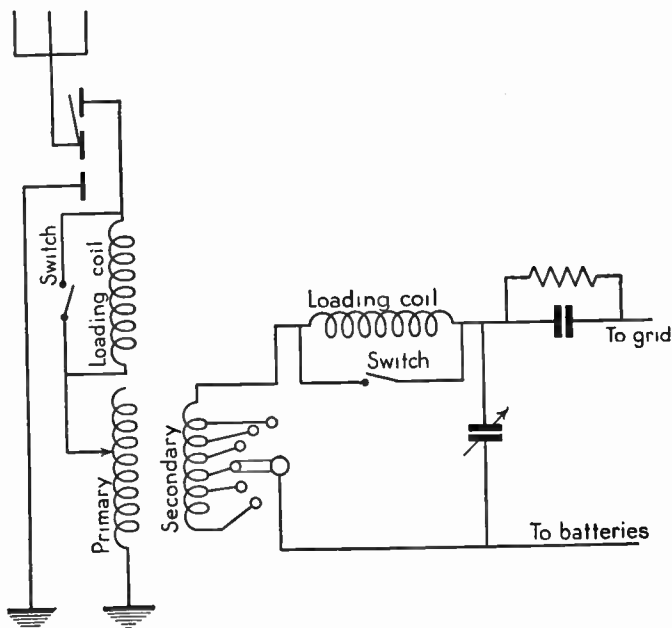 Switch
Loading coil
Primary
Secondary
Loading coil
Switch
To grid
To batteries